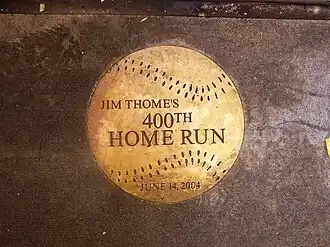 JIM THOME'S
400TH
HOME RUN
JUNE 14, 2004